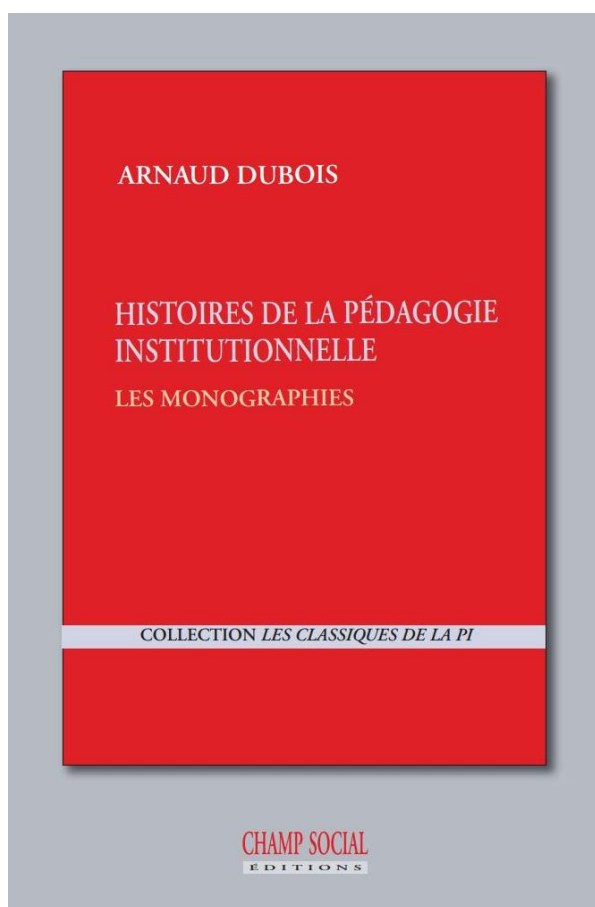 ARNAUD DUBOIS
HISTOIRES DE LA PÉDAGOGIE
INSTITUTIONNELLE
LES MONOGRAPHIES
COLLECTION LES CLASSIQUES DE LA PI
CHAMP SOCIAL
ÉDITIONS